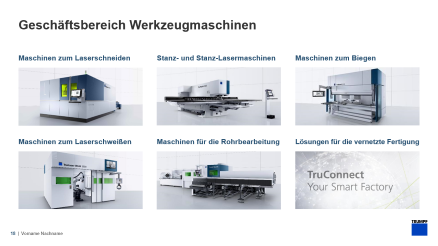 Geschäftsbereich Werkzeugmaschinen
Maschinen zum Laserschneiden
Stanz- und Stanz-Lasermaschinen
Maschinen zum Biegen
Maschinen zum Laserschweißen
Maschinen für die Rohrbearbeitung
Lösungen für die vernetzte Fertigung
TruConnect
Your Smart Factory
15 | Vorname Nachname
TRUMPF